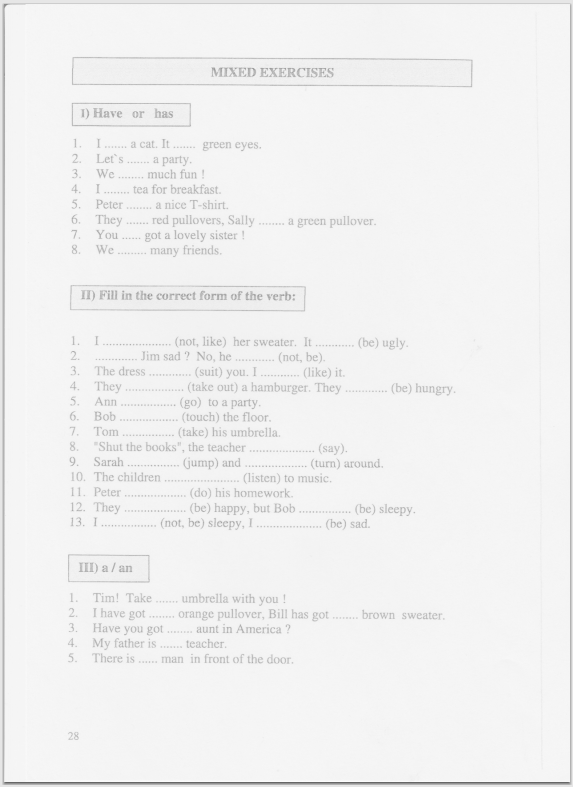 MIXED EXERCISES
I) Have or has
1. I ....... a cat. It ....... green eyes.
2. Let`s ....... a party.
3. We ........ much fun !
4. I ........ tea for breakfast.
5. Peter ........ a nice T-shirt.
6. They ....... red pullovers, Sally ........ a green pullover.
7. You ...... got a lovely sister !
8. We ......... many friends.
II) Fill in the correct form of the verb:
1. I ..................... (not, like) her sweater. It ............ (be) ugly.
2. ............. Jim sad ? No, he ............ (not, be).
3. The dress ............. (suit) you. I ............ (like) it.
4. They .................. (take out) a hamburger. They ............. (be) hungry.
5. Ann ................. (go) to a party.
6. Bob .................. (touch) the floor.
7. Tom ................. (take) his umbrella.
8. "Shut the books", the teacher .................... (say).
9. Sarah ................ (jump) and ................... (turn) around.
10. The children ....................... (listen) to music.
11. Peter ................... (do) his homework.
12. They ................... (be) happy, but Bob ................ (be) sleepy.
13. I ................. (not, be) sleepy, I .................... (be) sad.
III) a / an
1. Tim! Take ....... umbrella with you !
2. I have got ........ orange pullover, Bill has got ........ brown sweater.
3. Have you got ........ aunt in America ?
4. My father is ....... teacher.
5. There is ...... man in front of the door.
28